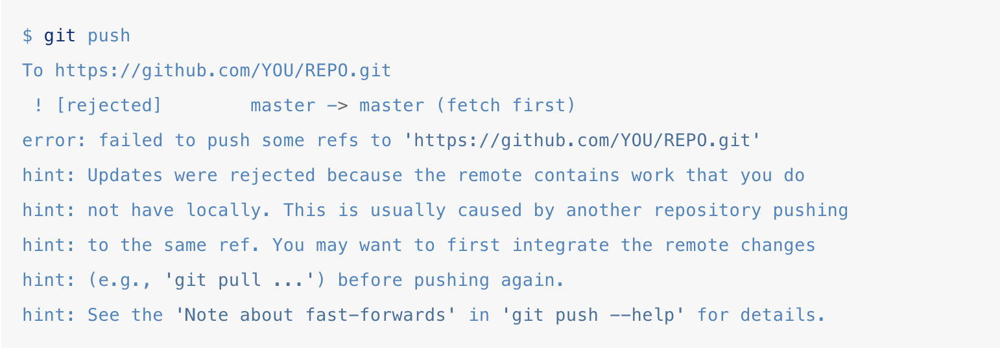 $ git push
To https://github.com/YOU/REPO.git
 ! [rejected]        master -> master (fetch first)
error: failed to push some refs to 'https://github.com/YOU/REPO.git'
hint: Updates were rejected because the remote contains work that you do
hint: not have locally. This is usually caused by another repository pushing
hint: to the same ref. You may want to first integrate the remote changes
hint: (e.g., 'git pull ...') before pushing again.
hint: See the 'Note about fast-forwards' in 'git push --help' for details.